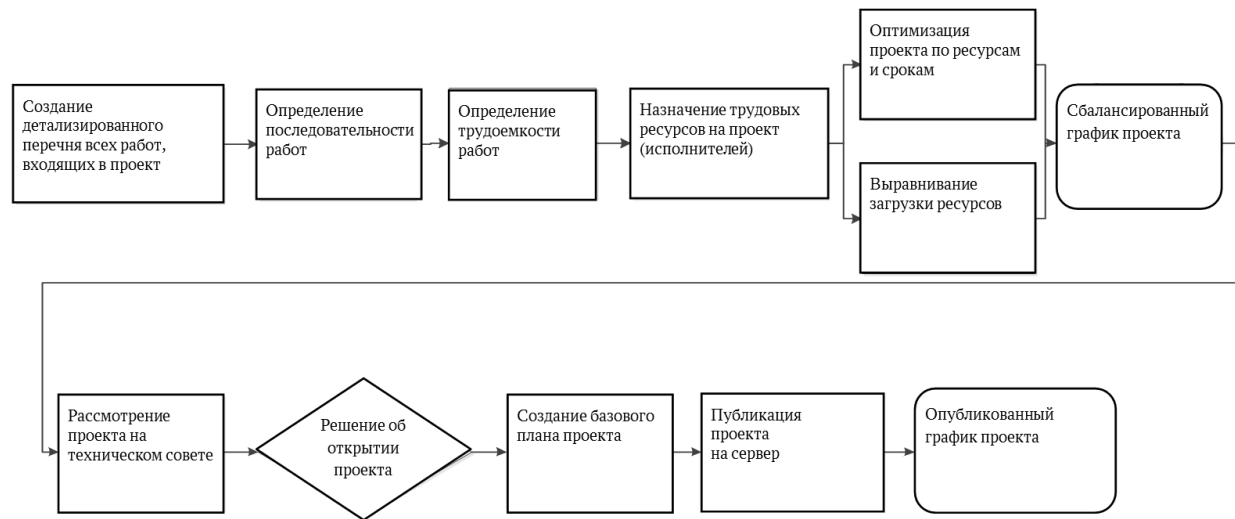 Создание
детализированного
перечня всех работ,
входящих в проект
Определение
последовательности
работ
Определение
трудоемкости
работ
Назначение трудовых
ресурсов на проект
(исполнителей)
Оптимизация
проекта по ресурсам
и срокам
Выравнивание
загрузки ресурсов
Сбалансированный
график проекта
Рассмотрение
проекта на
техническом совете
Решение об
открытии
проекта
Создание базового
плана проекта
Публикация
проекта
на сервер
Опубликованный
график проекта